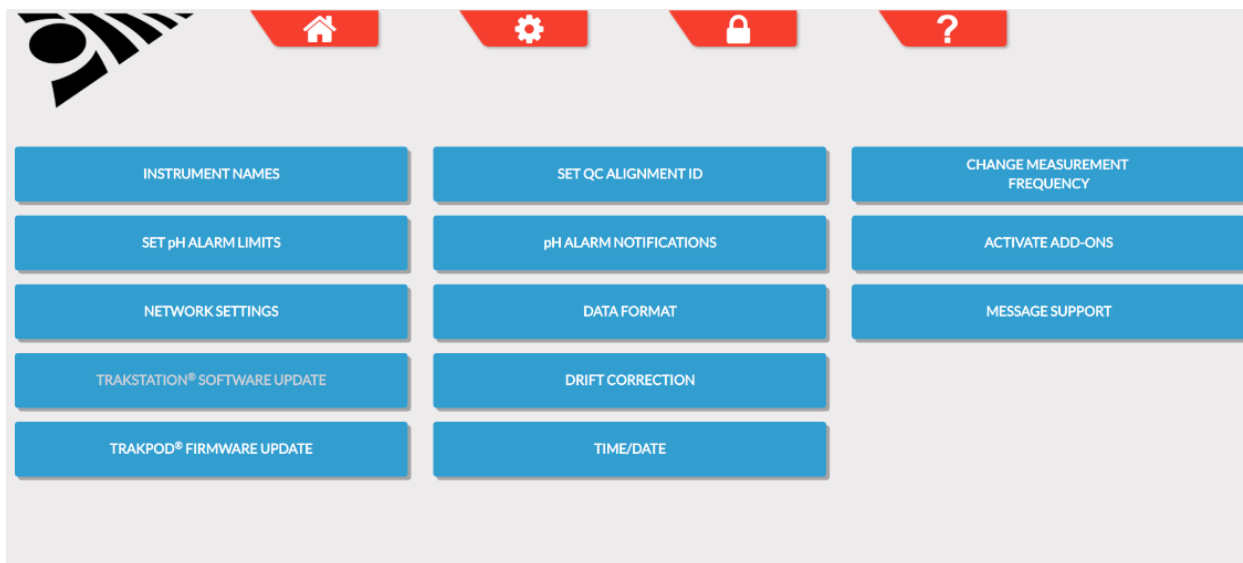 INSTRUMENT NAMES
SET QC ALIGNMENT ID
CHANGE MEASUREMENT
FREQUENCY
SET pH ALARM LIMITS
pH ALARM NOTIFICATIONS
ACTIVATE ADD-ONS
NETWORK SETTINGS
DATA FORMAT
MESSAGE SUPPORT
TRAKSTATION® SOFTWARE UPDATE
DRIFT CORRECTION
TRAKPOD® FIRMWARE UPDATE
TIME/DATE